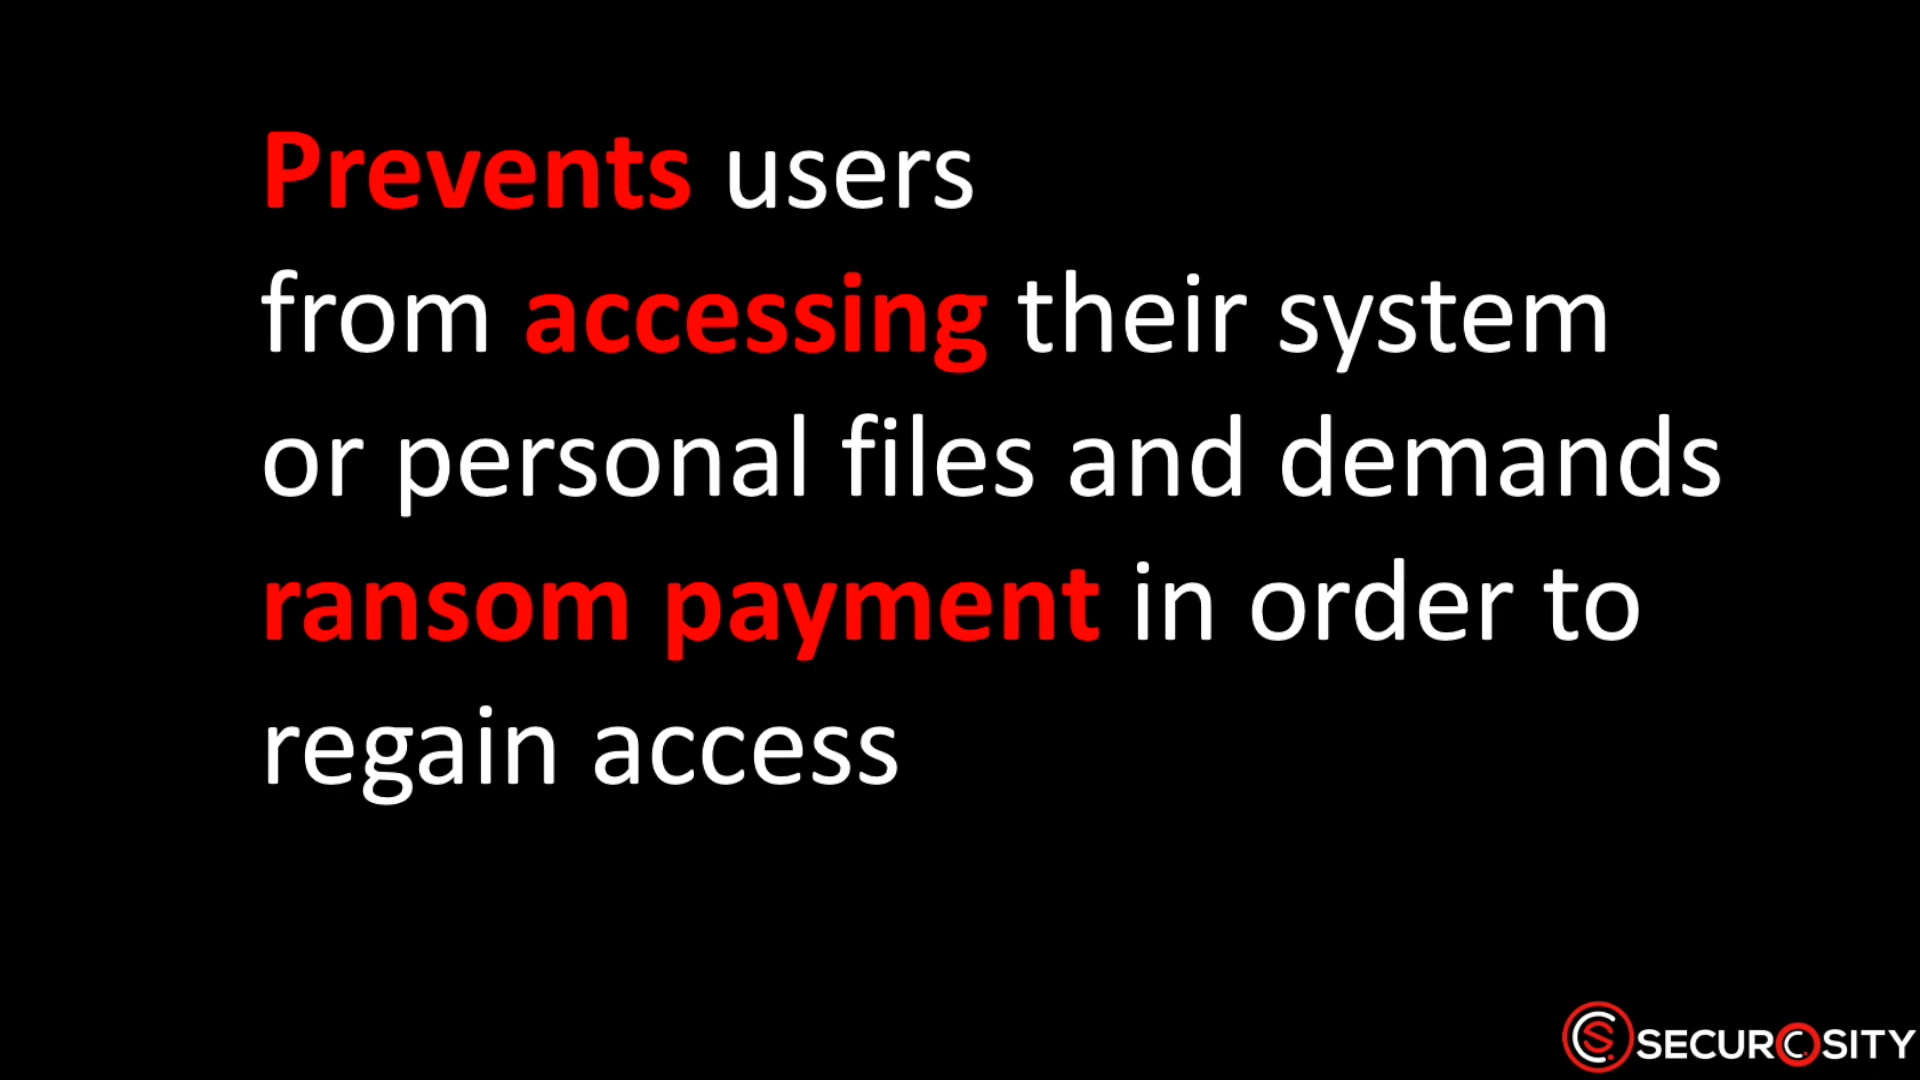 Prevents users
from accessing their system
or personal files and demands
ransom payment in order to
regain access
SECUROSITY